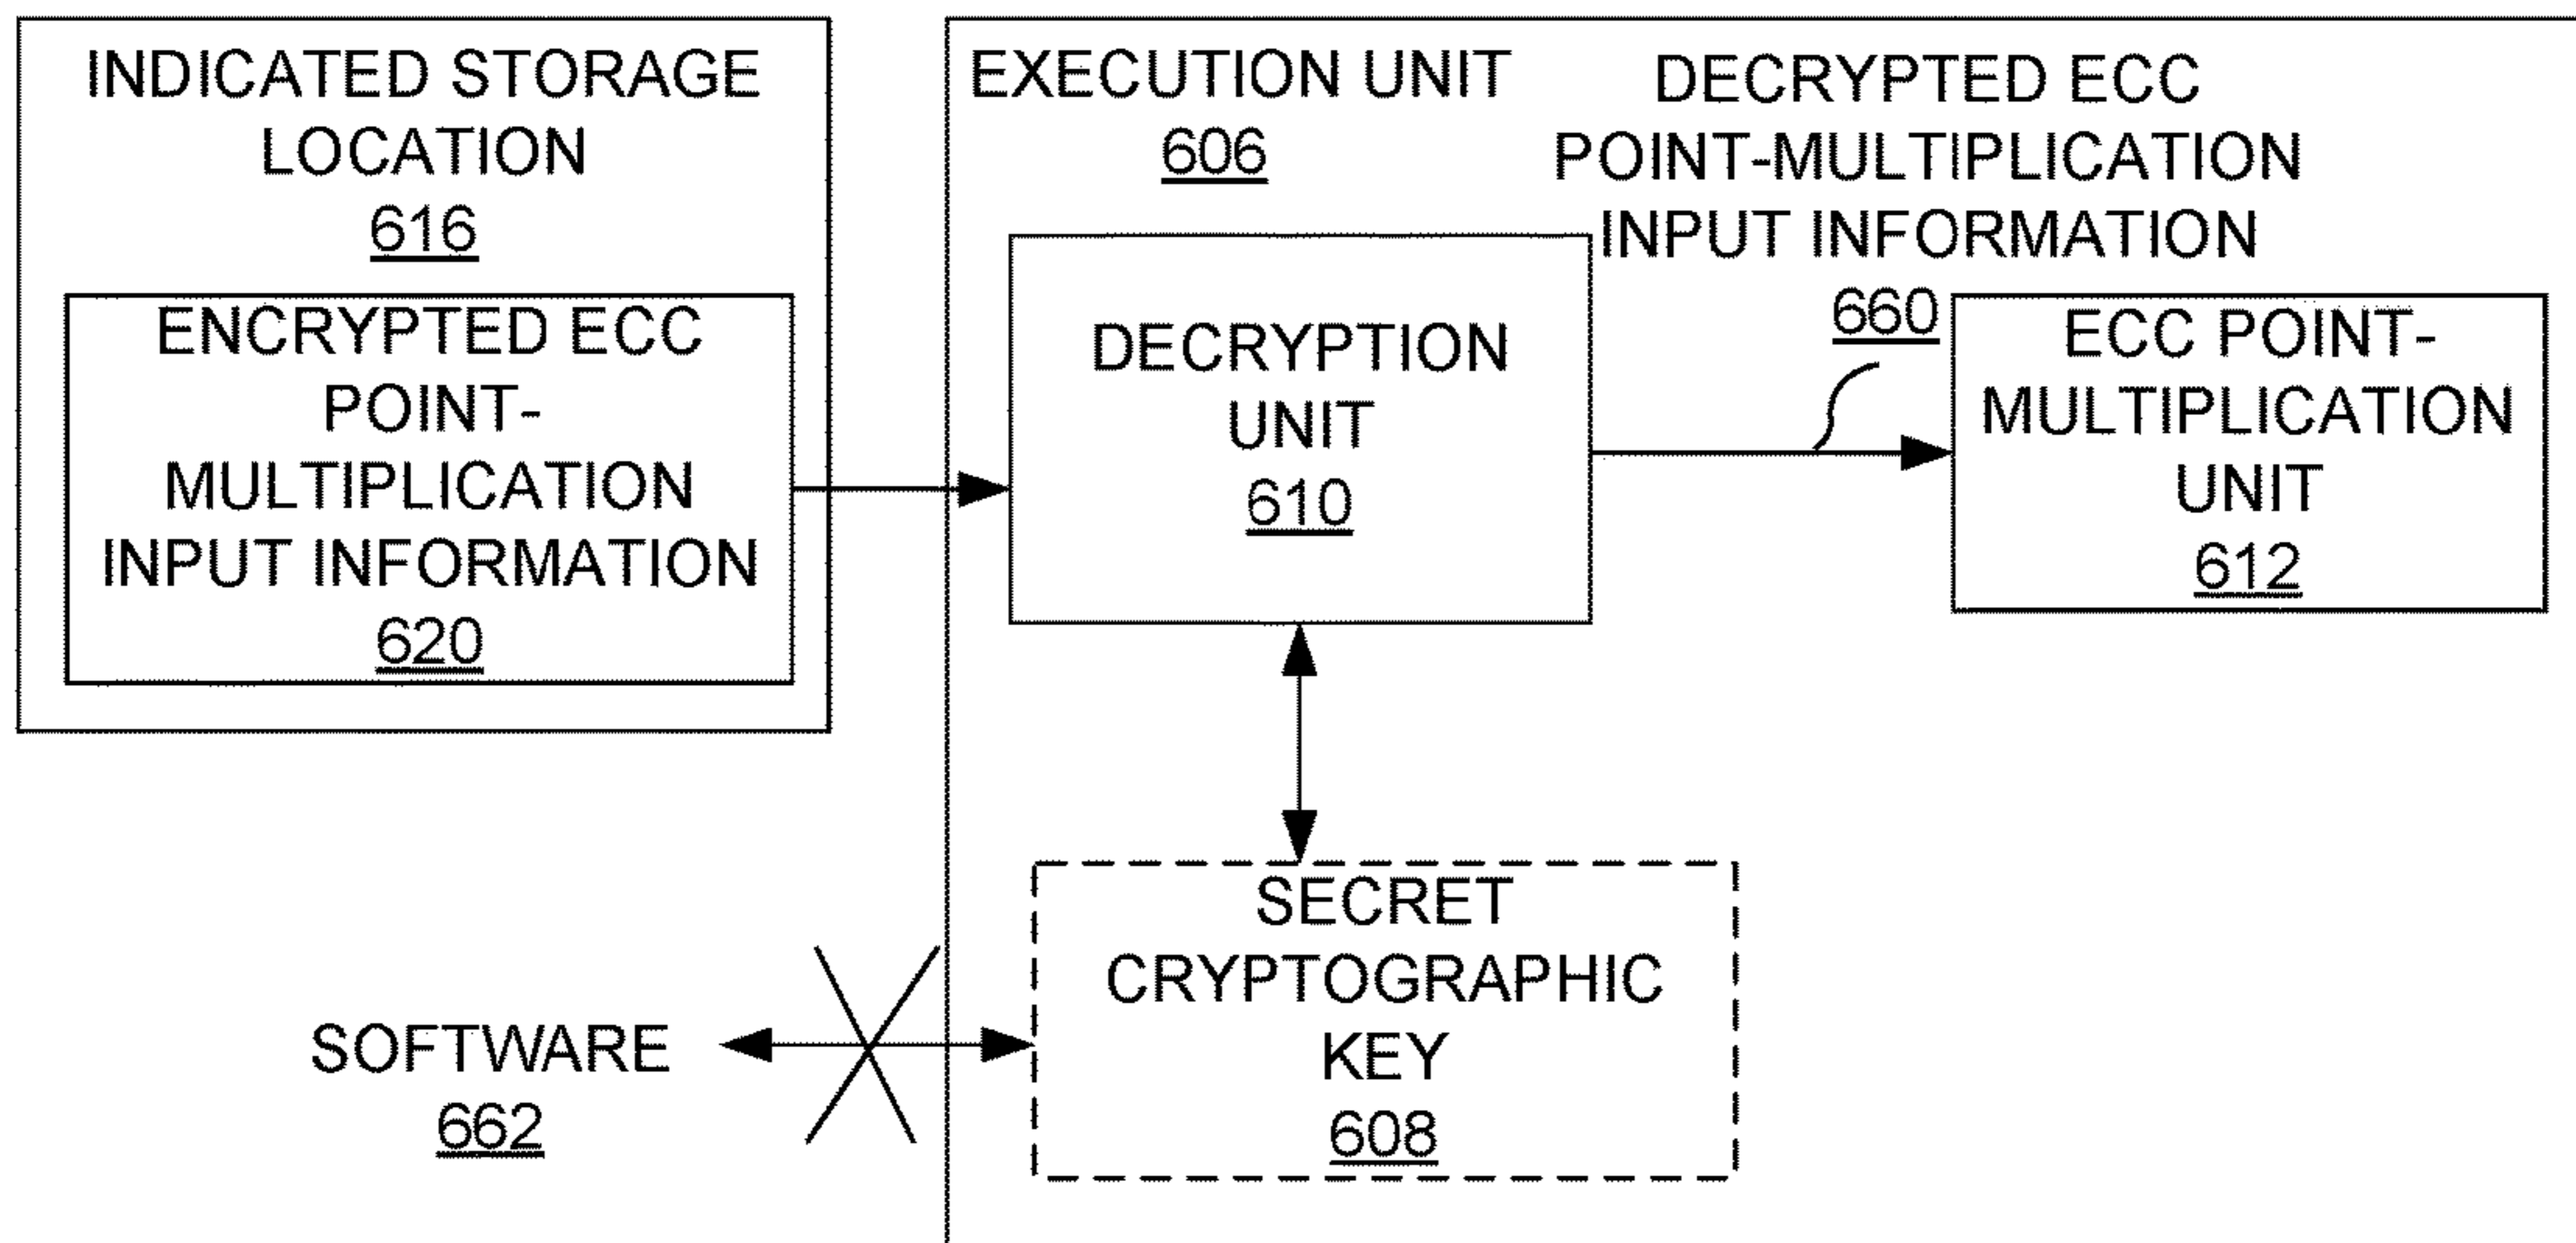 INDICATED STORAGE
LOCATION
616
ENCRYPTED ECC
POINT-
MULTIPLICATION
INPUT INFORMATION
620
EXECUTION UNIT
606
DECRYPTED ECC
POINT-MULTIPLICATION
INPUT INFORMATION
660
DECRYPTION
UNIT
610
ECC POINT-
MULTIPLICATION
UNIT
612
SECRET
CRYPTOGRAPHIC
KEY
608
SOFTWARE
662